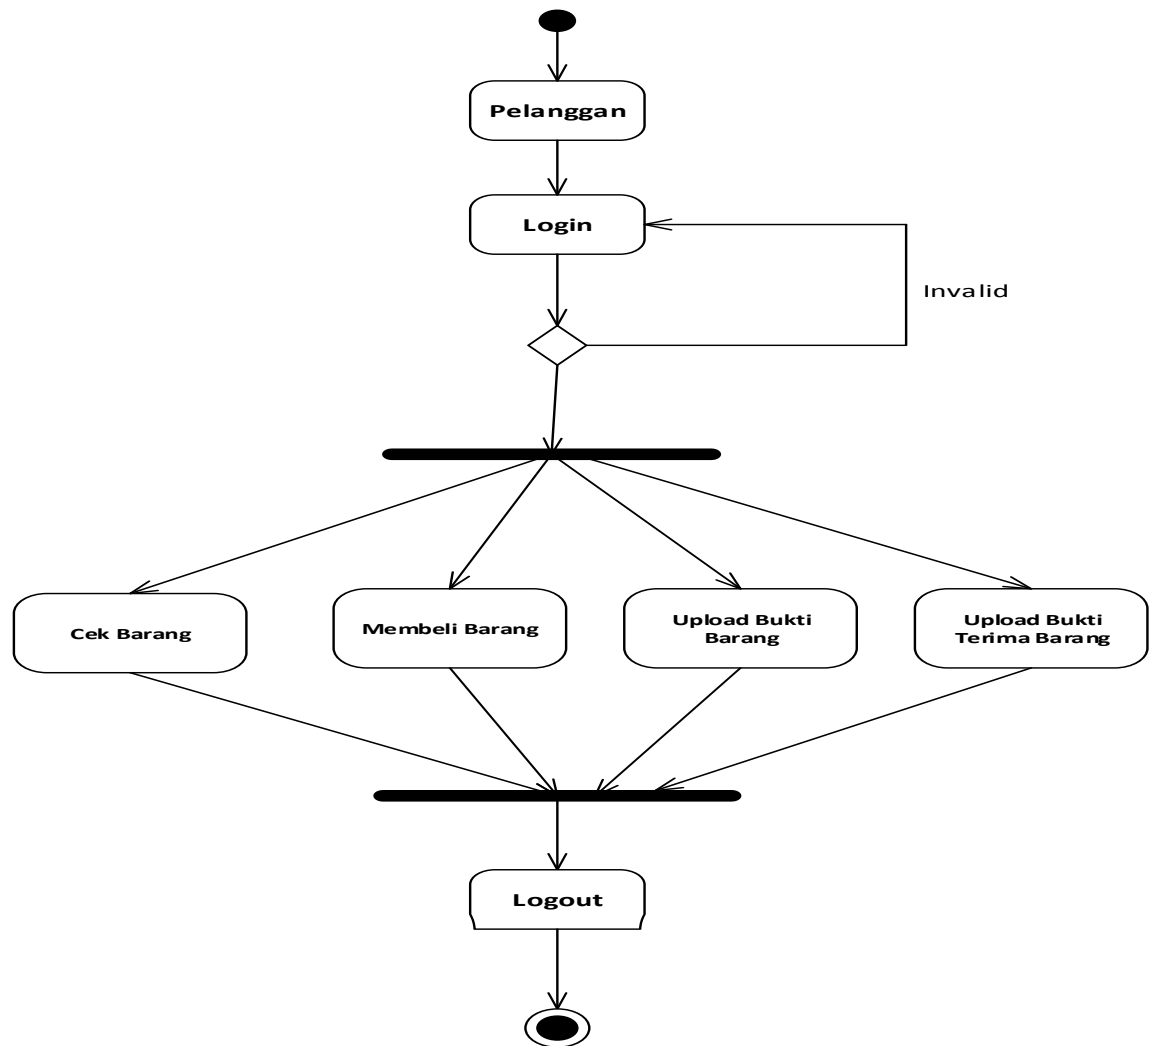 Pelanggan
Login
Invalid
Cek Barang
Membeli Barang
Upload Bukti
Barang
Upload Bukti
Terima Barang
Logout